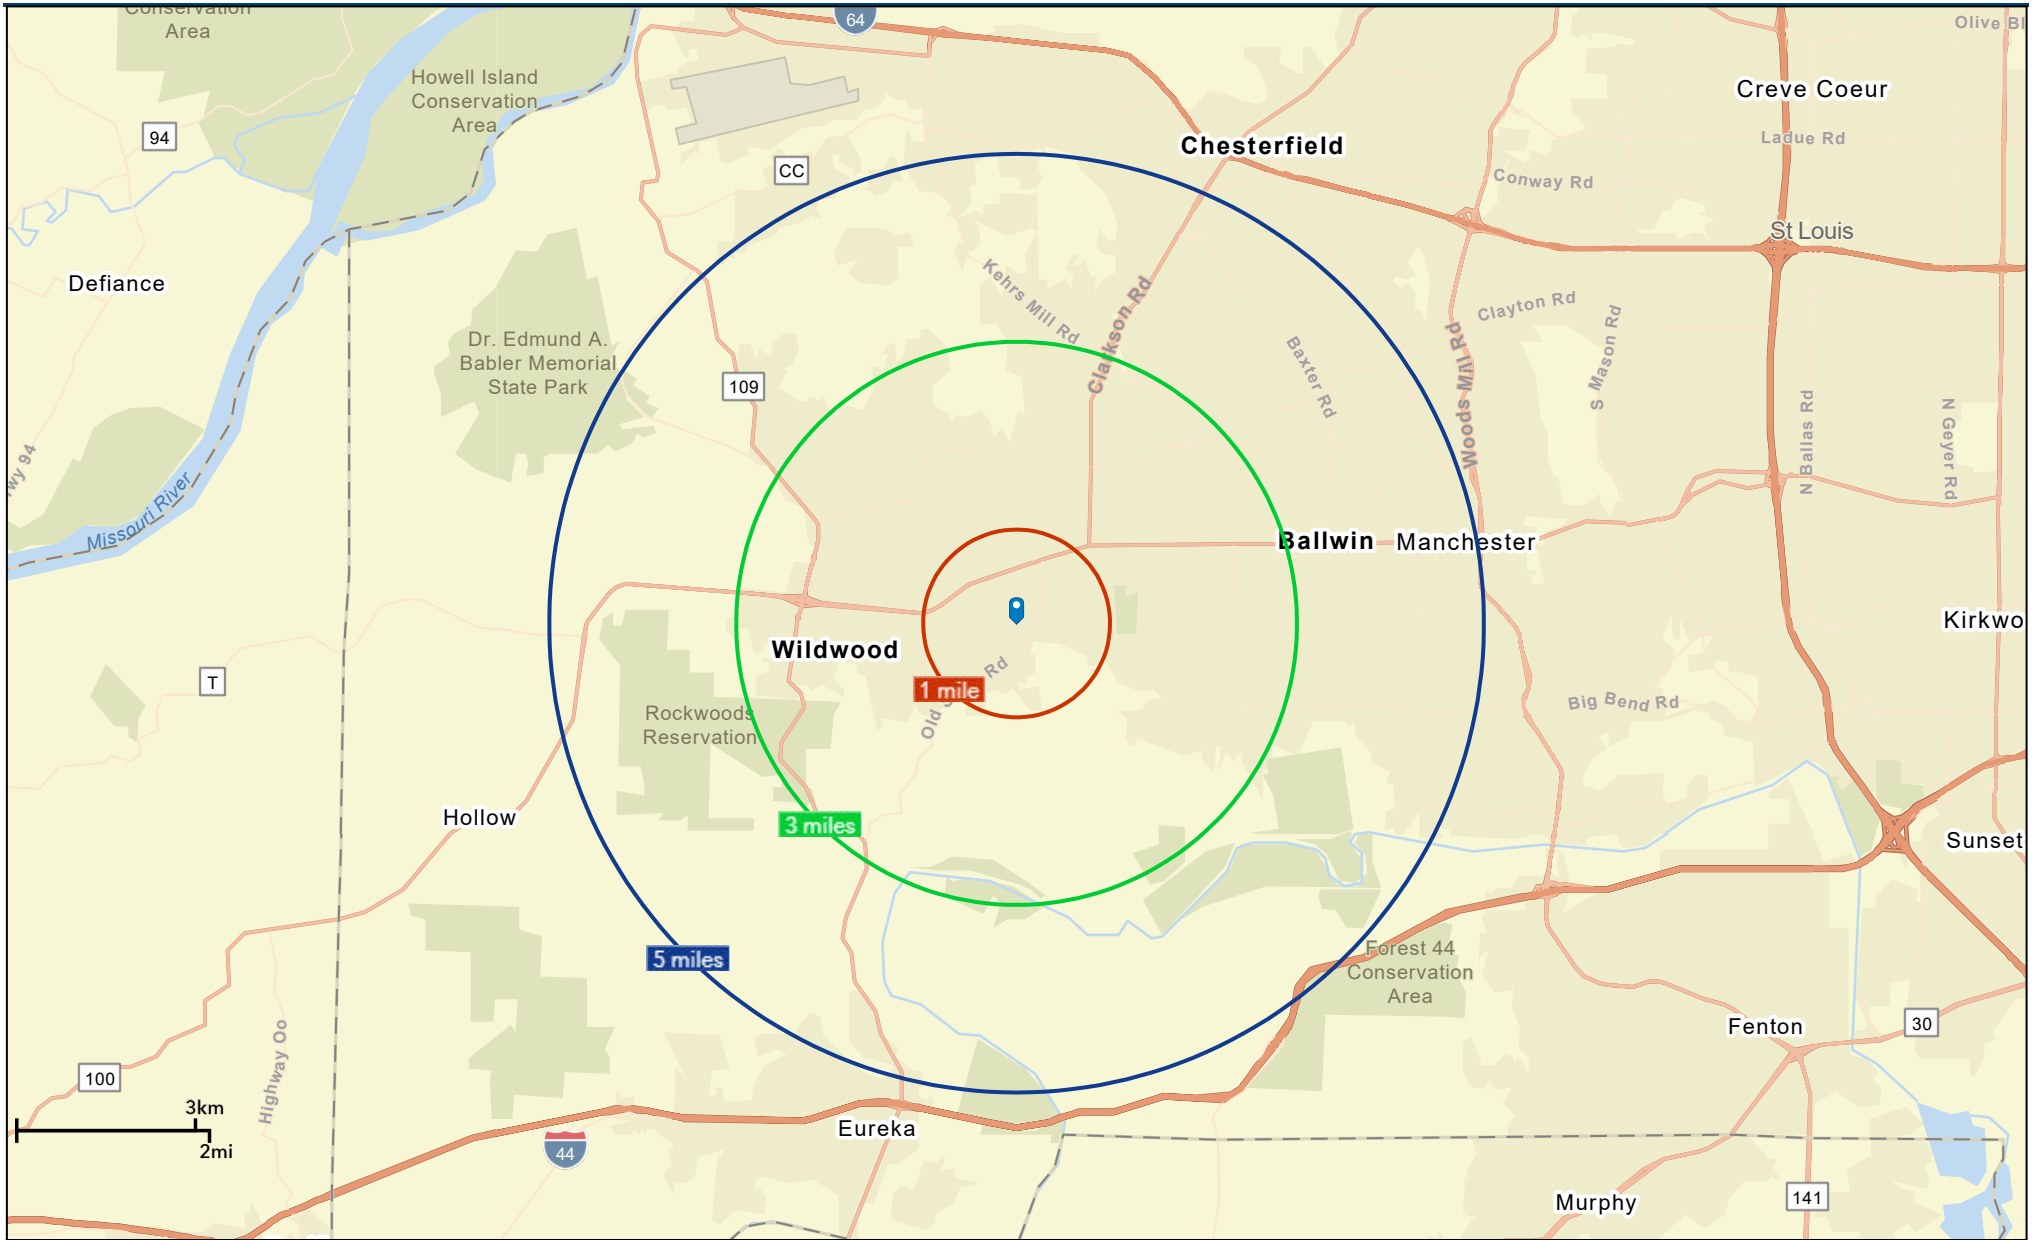 Conservation
Area
64
Olive Bl
Howell Island
Conservation
Area
Creve Coeur
94
Ladue Rd
Chesterfield
CC
Conway Rd
St Louis
Defiance
Kehrs Mill Rd
Clarkson Rd
Clayton Rd
S Mason Rd
Dr. Edmund A.
Babler Memorial
State Park
Baxter Rd
Woods Mill Rd
109
N Ballas Rd
N Geyer Rd
wy 94
Missouri River
Ballwin
Manchester
Kirkwo
Wildwood
T
1 mile
Old S
Rd
Big Bend Rd
Rockwoods
Reservation
Hollow
3 miles
Sunset
5 miles
Forest 44
Conservation
Area
Fenton
30
Highway Oo
100
3km
2mi
Eureka
44
Murphy
141